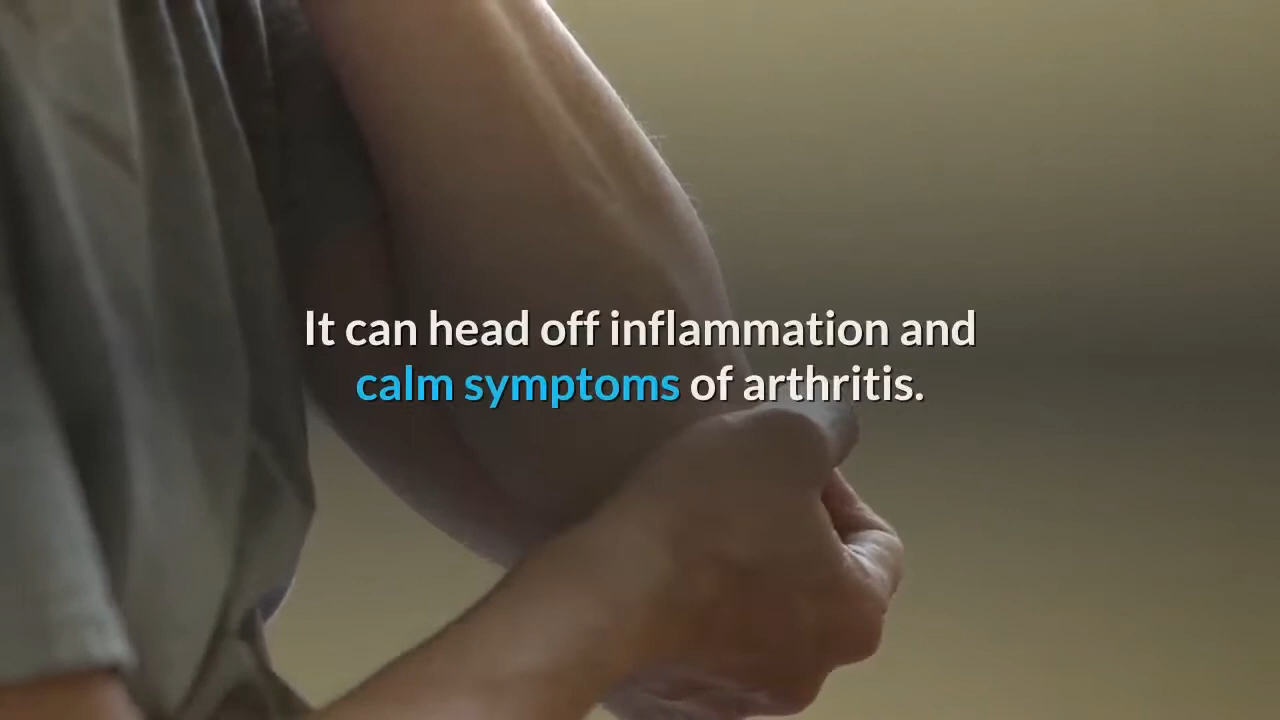 It can head off inflammation and
calm symptoms of arthritis.